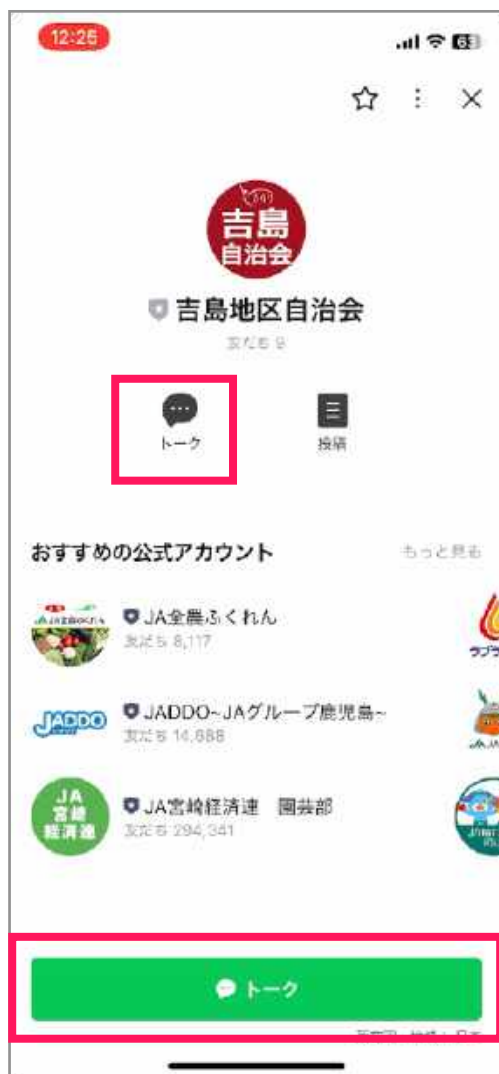 12:25
63
吉島
自治会
吉島地区自治会
友だち 9
トーク
投稿
おすすめの公式アカウント
もっと見る
JA全農ふくれん
友だち 8,117
JADDO
JADDO~JAグループ鹿児島~
友だち 14,688
JA
宮崎
経済連
JA宮崎経済連 園芸部
友だち 294,341
トーク